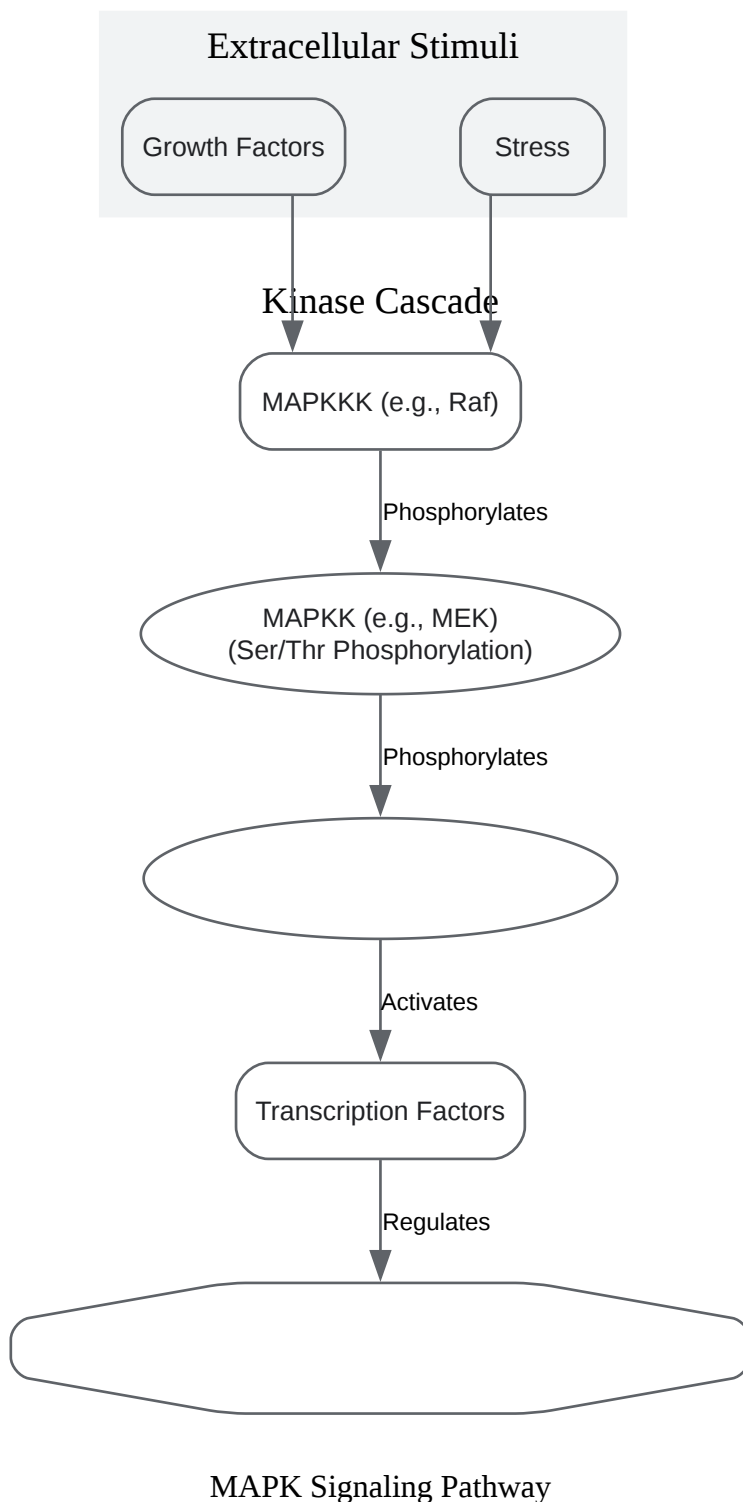 Extracellular Stimuli
Growth Factors
Stress
Kinase Cascade
MAPKKK (e.g., Raf)
Phosphorylates
MAPKK (e.g., MEK)
(Ser/Thr Phosphorylation)
Phosphorylates
Activates
Transcription Factors
Regulates
MAPK Signaling Pathway